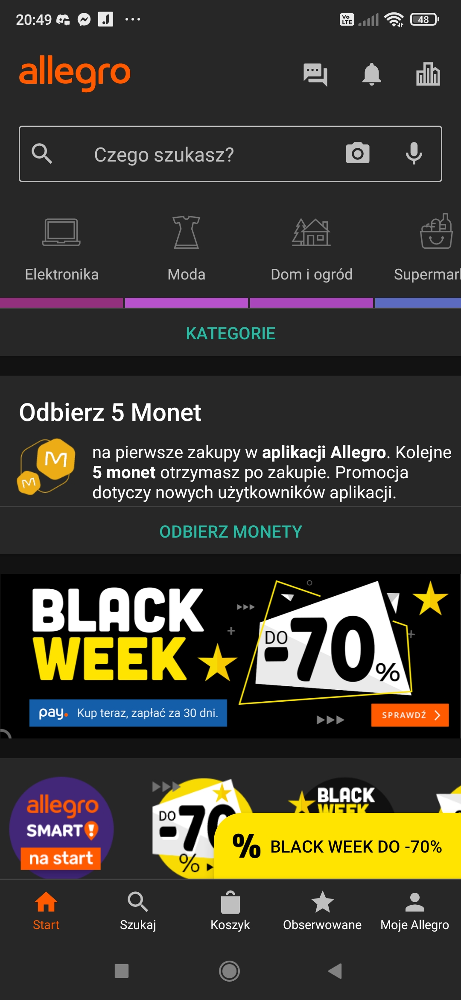 20:49
Vo LTE
48
allegro
Czego szukasz?
Elektronika
Moda
Dom i ogród
Supermark
KATEGORIE
Odbierz 5 Monet
na pierwsze zakupy w aplikacji Allegro. Kolejne
5 monet otrzymasz po zakupie. Promocja
dotyczy nowych użytkowników aplikacji.
ODBIERZ MONETY
BLACK
WEEK
DO
-70%
pay. Kup teraz, zapłać za 30 dni.
SPRAWDŹ
allegro
SMART!
na start
DO
-70
%
BLACK
WEEK
% BLACK WEEK DO -70%
Start
Szukaj
Koszyk
Obserwowane
Moje Allegro